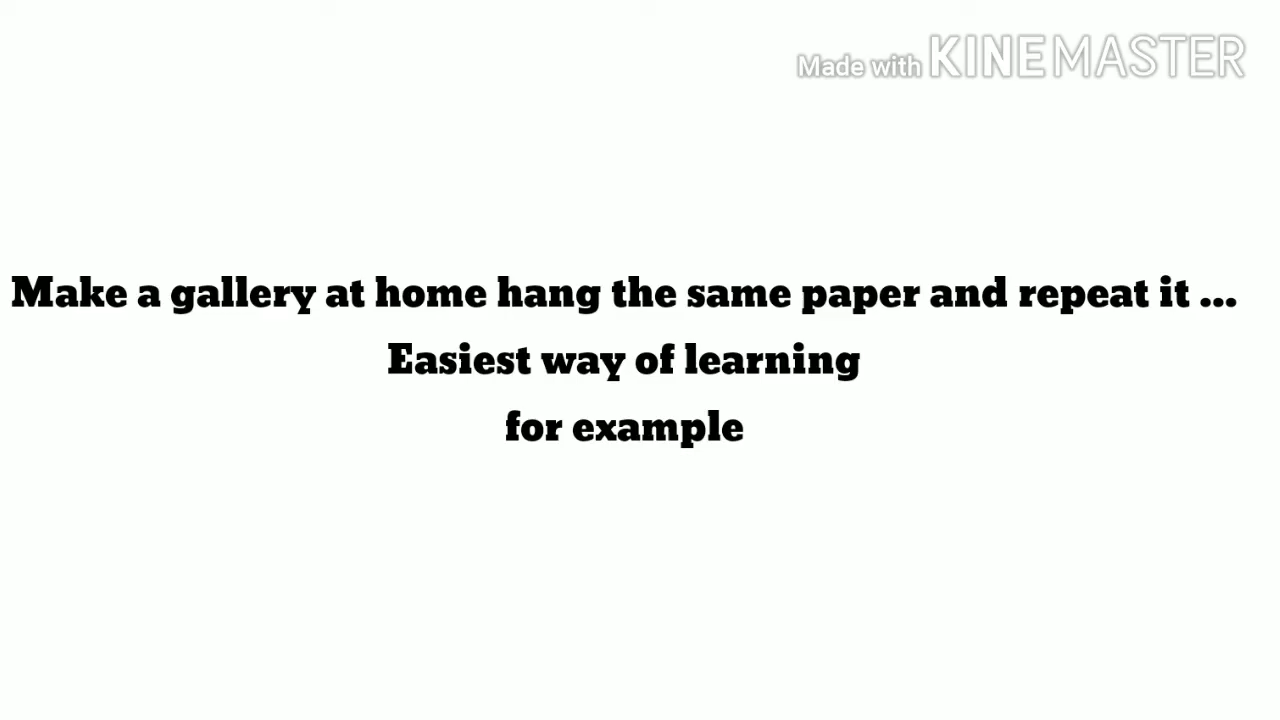 Made with KINEMASTER
Make a gallery at home hang the same paper and repeat it ...
Easiest way of learning
for example